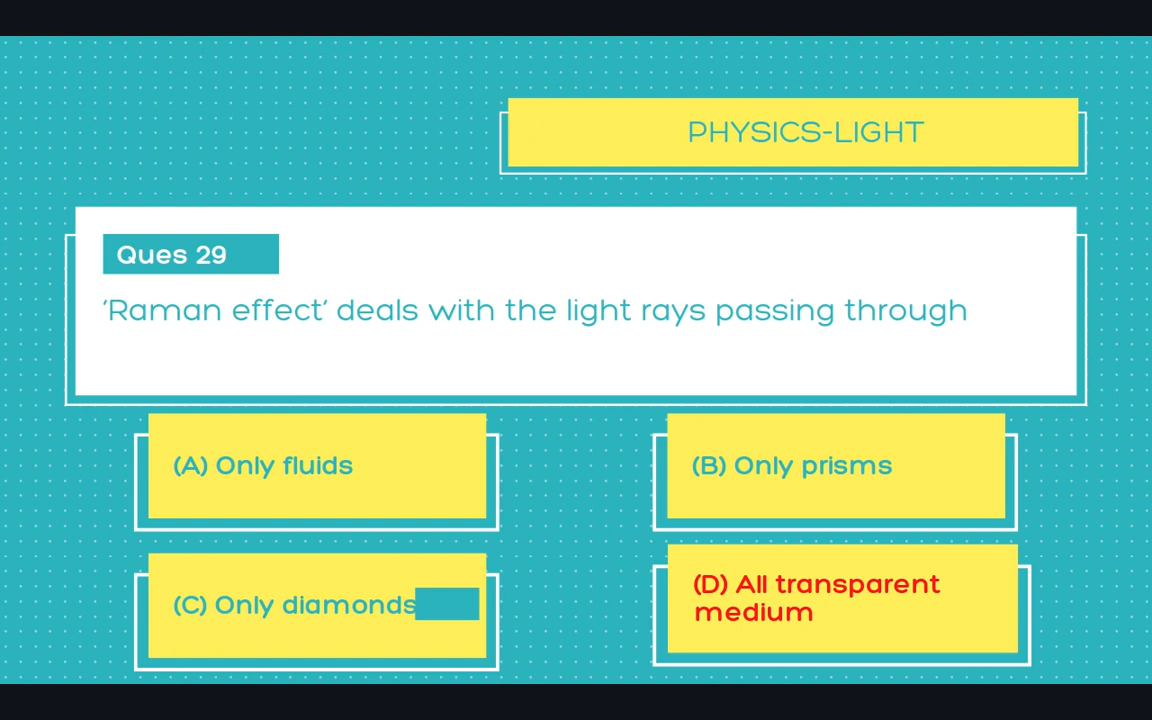 PHYSICS-LIGHT
Ques 29
‘Raman effect’ deals with the light rays passing through
(A) Only fluids
(B) Only prisms
(C) Only diamonds
(D) All transparent
medium